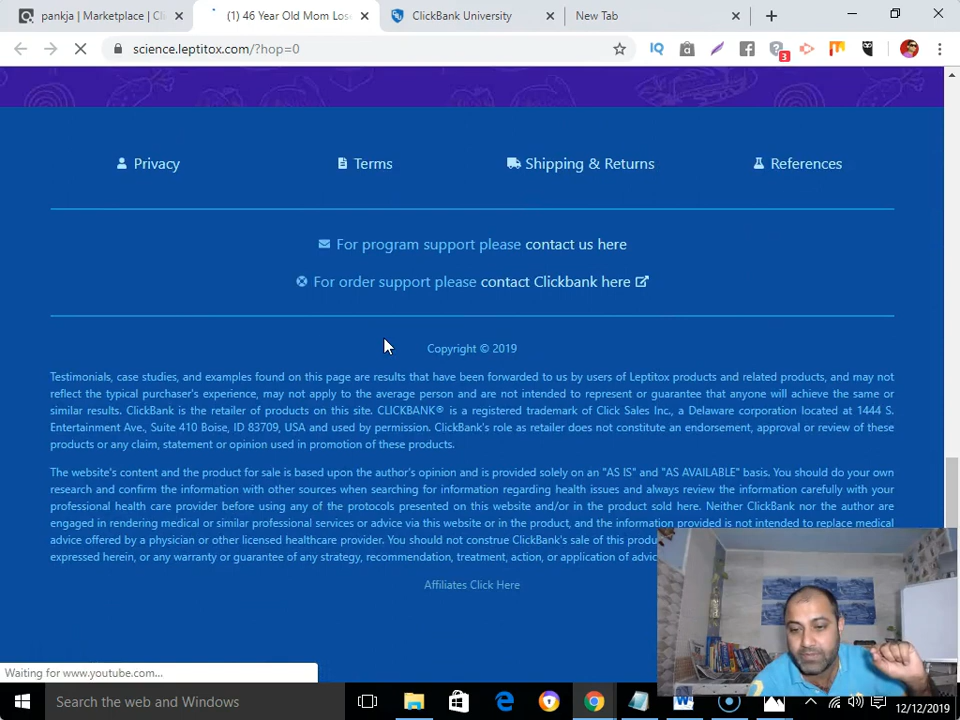 pankja | Marketplace | Cli
(1) 46 Year Old Mom Lose
ClickBank University
New Tab
science.leptitox.com/?hop=0
IQ
3
Privacy
Terms
Shipping & Returns
References
For program support please contact us here
For order support please contact Clickbank here
Copyright © 2019
Testimonials, case studies, and examples found on this page are results that have been forwarded to us by users of Leptitox products and related products, and may not
reflect the typical purchaser's experience, may not apply to the average person and are not intended to represent or guarantee that anyone will achieve the same or
similar results. ClickBank is the retailer of products on this site. CLICKBANK® is a registered trademark of Click Sales Inc., a Delaware corporation located at 1444 S.
Entertainment Ave., Suite 410 Boise, ID 83709, USA and used by permission. ClickBank's role as retailer does not constitute an endorsement, approval or review of these
products or any claim, statement or opinion used in promotion of these products.
The website's content and the product for sale is based upon the author's opinion and is provided solely on an "AS IS" and "AS AVAILABLE" basis. You should do your own
research and confirm the information with other sources when searching for information regarding health issues and always review the information carefully with your
professional health care provider before using any of the protocols presented on this website and/or in the product sold here. Neither ClickBank nor the author are
engaged in rendering medical or similar professional services or advice via this website or in the product, and the information provided is not intended to replace medical
advice offered by a physician or other licensed healthcare provider. You should not construe ClickBank's sale of this produ
expressed herein, or any warranty or guarantee of any strategy, recommendation, treatment, action, or application of advic
Affiliates Click Here
Waiting for www.youtube.com...
Search the web and Windows
12/12/2019